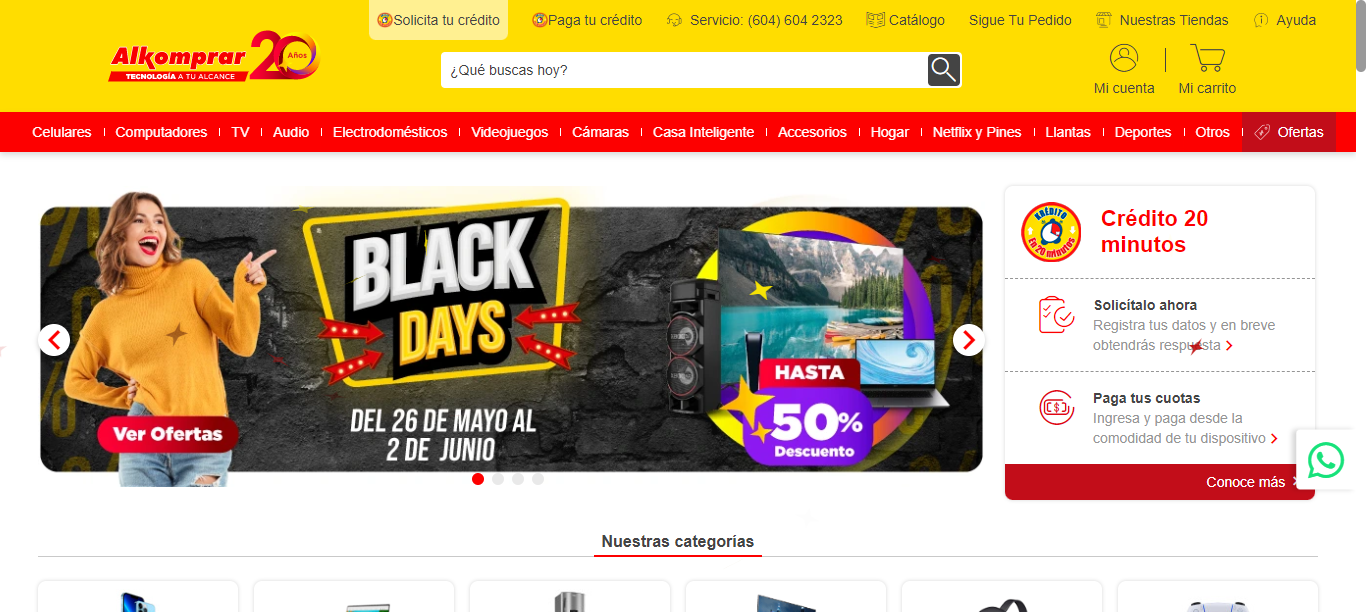 Solicita tu crédito
Paga tu crédito
Servicio: (604) 604 2323
Catálogo
Sigue Tu Pedido
Nuestras Tiendas
Ayuda
Alkomprar 20 Años
TECNOLOGÍA A TU ALCANCE
¿Qué buscas hoy?
Mi cuenta
Mi carrito
Celulares
Computadores
TV
Audio
Electrodomésticos
Videojuegos
Cámaras
Casa Inteligente
Accesorios
Hogar
Netflix y Pines
Llantas
Deportes
Otros
Ofertas
BLACK
DAYS
DEL 26 DE MAYO AL
2 DE JUNIO
Ver Ofertas
HASTA
50%
Descuento
KRÉDITO
En 20 minutos
Crédito 20
minutos
Solicítalo ahora
Registra tus datos y en breve
obtendrás respuesta
Paga tus cuotas
Ingresa y paga desde la
comodidad de tu dispositivo
Conoce más
Nuestras categorías